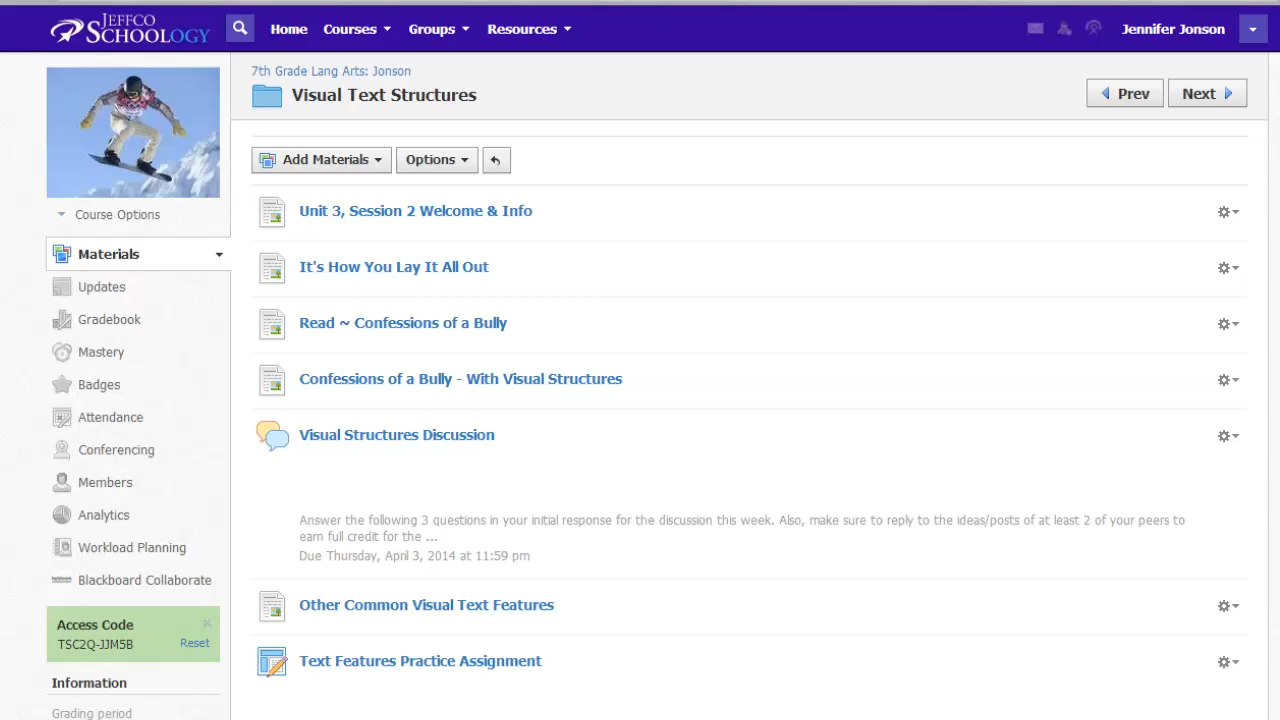 JEFFCO
SCHOOLOGY
Home
Courses
Groups
Resources
Jennifer Jonson
7th Grade Lang Arts: Jonson
Visual Text Structures
Prev
Next
Add Materials
Options
Course Options
Materials
Updates
Gradebook
Mastery
Badges
Attendance
Conferencing
Members
Analytics
Workload Planning
Blackboard Collaborate
Access Code
TSC2Q-JJM5B
Reset
Information
Grading period
Unit 3, Session 2 Welcome & Info
It's How You Lay It All Out
Read ~ Confessions of a Bully
Confessions of a Bully - With Visual Structures
Visual Structures Discussion
Answer the following 3 questions in your initial response for the discussion this week. Also, make sure to reply to the ideas/posts of at least 2 of your peers to
earn full credit for the ...
Due Thursday, April 3, 2014 at 11:59 pm
Other Common Visual Text Features
Text Features Practice Assignment